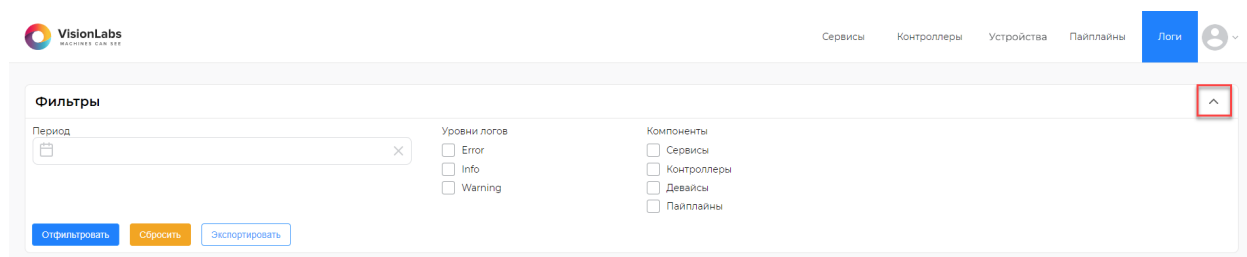 VisionLabs
MACHINES CAN SEE
Сервисы Контроллеры Устройства Пайплайны Логи
Фильтры
Период Уровни логов Компоненты
Error Сервисы
Info Контроллеры
Warning Девайсы
Пайплайны
Отфильтровать Сбросить Экспортировать